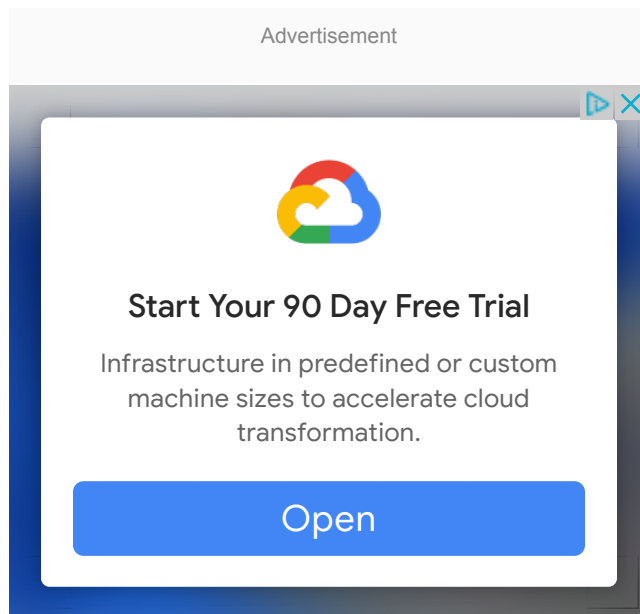 Advertisement
Start Your 90 Day Free Trial
Infrastructure in predefined or custom
machine sizes to accelerate cloud
transformation.
Open